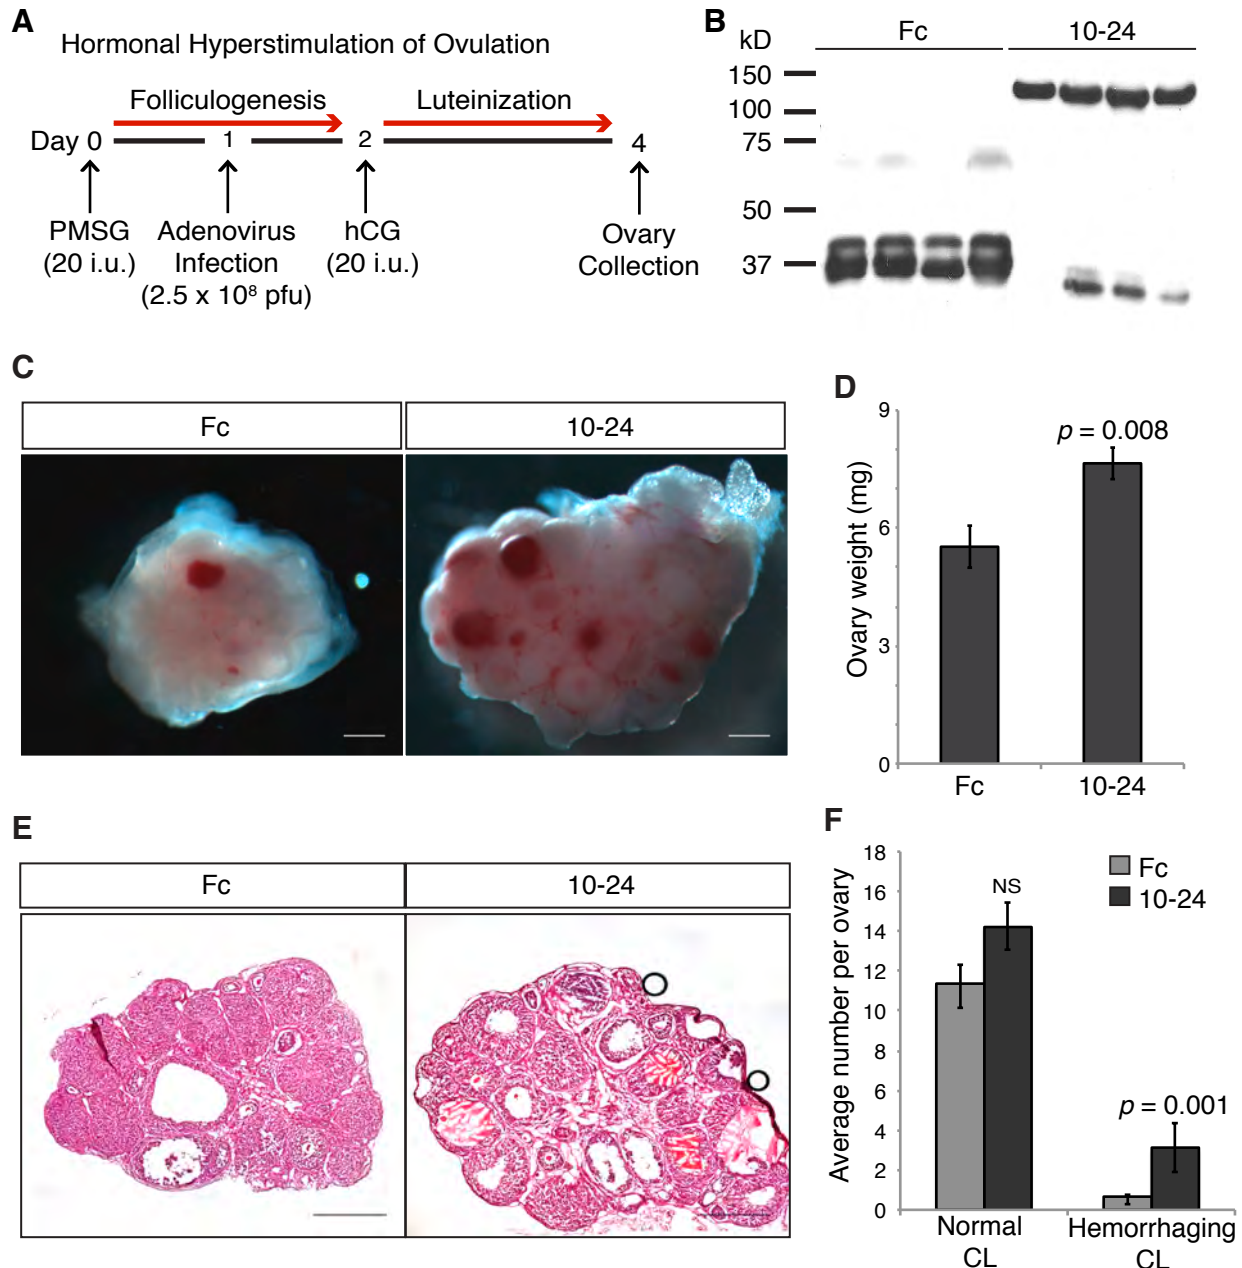 A
Hormonal Hyperstimulation of Ovulation
Folliculogenesis
Luteinization
Day 0
1
2
4
PMSG
(20 i.u.)
Adenovirus
Infection
(2.5 x 10⁸ pfu)
hCG
(20 i.u.)
Ovary
Collection
B
kD
Fc
10-24
150
100
75
50
37
C
Fc
10-24
D
9
6
3
0
Ovary weight (mg)
p = 0.008
Fc
10-24
E
Fc
10-24
F
18
16
14
12
10
8
6
4
2
0
Average number per ovary
Fc
10-24
NS
p = 0.001
Normal
CL
Hemorrhaging
CL